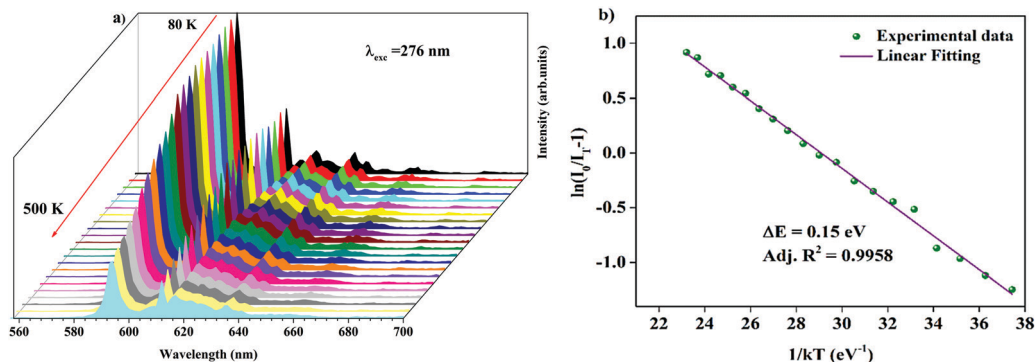 a)
80 K
λexc =276 nm
500 K
Intensity (arb.units)
560 580 600 620 640 660 680 700
Wavelength (nm)
b)
Experimental data
Linear Fitting
1.0
0.5
0.0
-0.5
-1.0
ln(I0/IT-1)
ΔE = 0.15 eV
Adj. R² = 0.9958
22 24 26 28 30 32 34 36 38
1/kT (eV⁻¹)